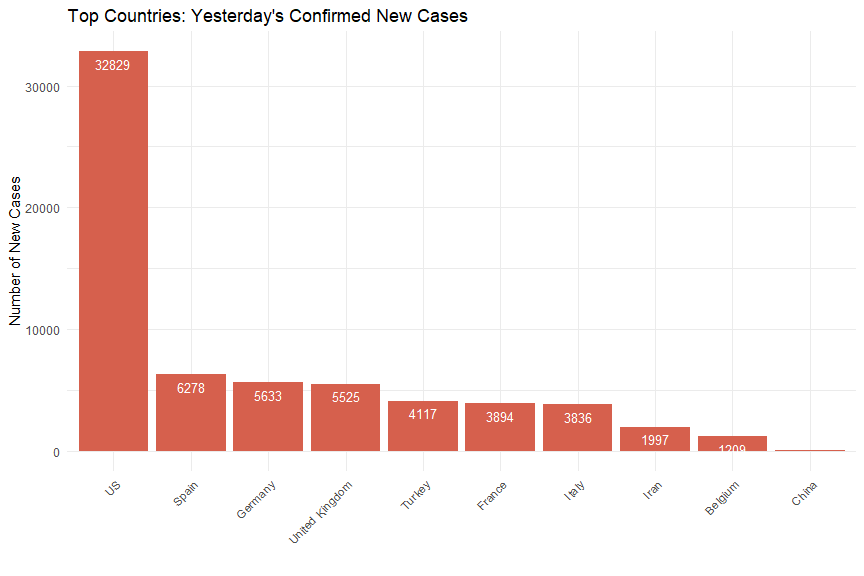 Top Countries: Yesterday's Confirmed New Cases
Number of New Cases
30000
20000
10000
0
32829
6278
5633
5525
4117
3894
3836
1997
1209
US
Spain
Germany
United Kingdom
Turkey
France
Italy
Iran
Belgium
China